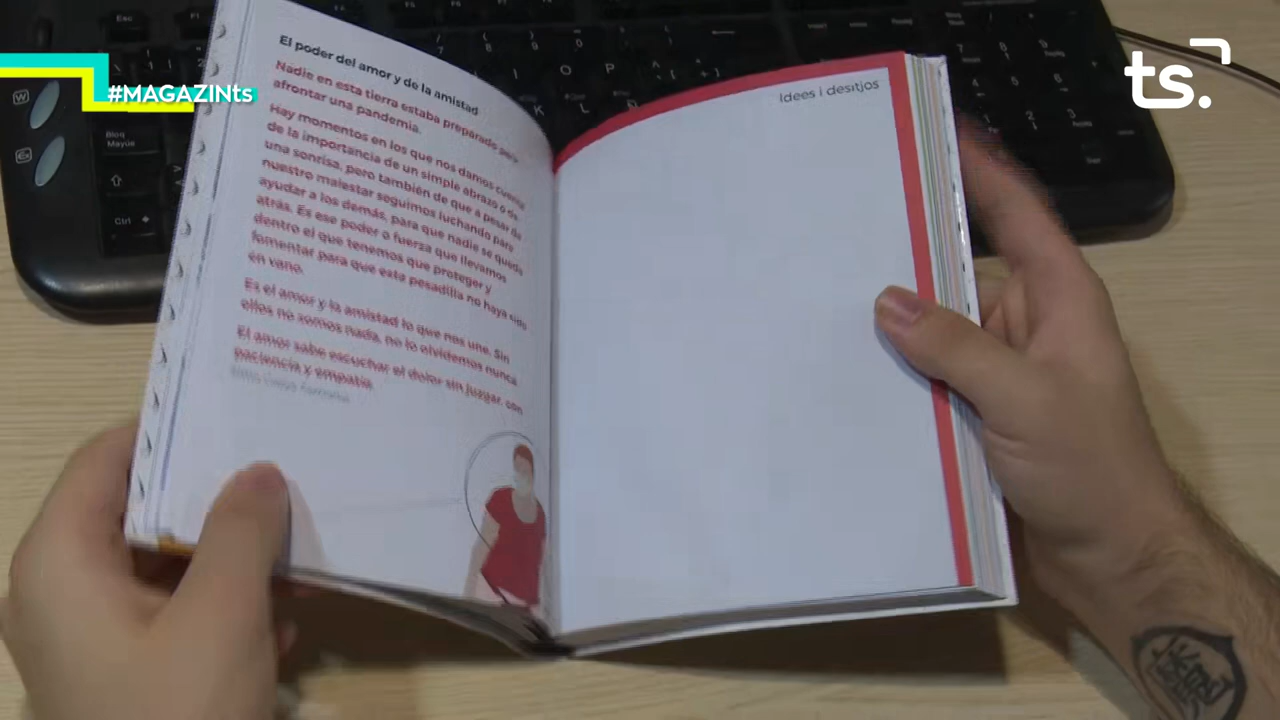 #MAGAZINts
ts.
El poder del amor y de la amistad
Nadie en esta tierra estaba preparado para
afrontar una pandemia.
Hay momentos en los que nos damos cuenta
de la importancia de un simple abrazo o de
una sonrisa, pero también de que a pesar de
nuestro malestar seguimos luchando para
ayudar a los demás, para que nadie se quede
atrás. Es ese poder o fuerza que llevamos
dentro el que tenemos que proteger y
fomentar para que esta pesadilla no haya sido
en vano.
Es el amor y la amistad lo que nos une. Sin
ellos no somos nada, no lo olvidemos nunca
El amor sabe escuchar el dolor sin juzgar, con
paciencia y empatía
Idees i desitjos
Esc
I O P
K L Ñ
Bloq
Mayús
Ctrl
W